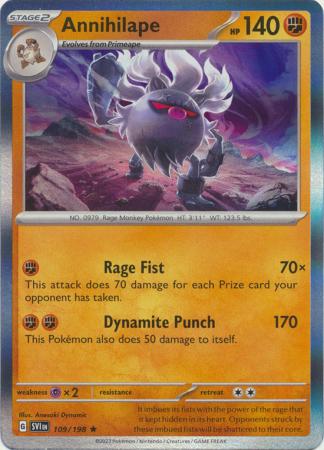 STAGE2
Annihilape
HP 140
Evolves from Primeape
NO. 0979 Rage Monkey Pokémon HT: 3'11" WT: 123.5 lbs.
Rage Fist 70×
This attack does 70 damage for each Prize card your
opponent has taken.
Dynamite Punch 170
This Pokémon also does 50 damage to itself.
weakness ×2 resistance retreat
Illus. Anesaki Dynamic
G SVI EN 109/198 ★
It imbues its fists with the power of the rage that
it kept hidden in its heart. Opponents struck by
these imbued fists will be shattered to their core.
©2023 Pokémon / Nintendo / Creatures / GAME FREAK